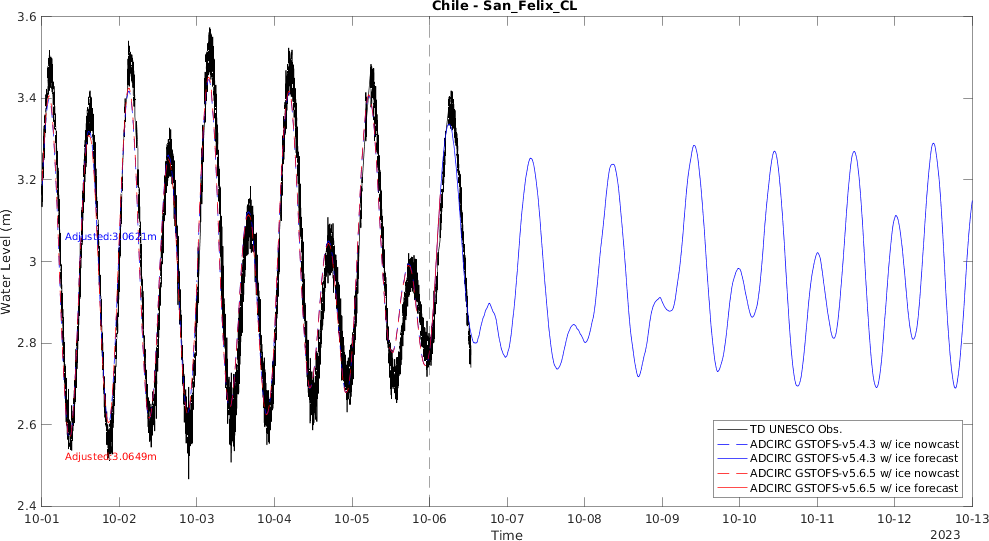 Chile - San_Felix_CL
3.6
3.4
3.2
3
2.8
2.6
2.4
Water Level (m)
Adjusted:3.0621m
Adjusted:3.0649m
TD UNESCO Obs.
ADCIRC GSTOFS-v5.4.3 w/ ice nowcast
ADCIRC GSTOFS-v5.4.3 w/ ice forecast
ADCIRC GSTOFS-v5.6.5 w/ ice nowcast
ADCIRC GSTOFS-v5.6.5 w/ ice forecast
10-01 10-02 10-03 10-04 10-05 10-06 10-07 10-08 10-09 10-10 10-11 10-12 10-13
Time
2023